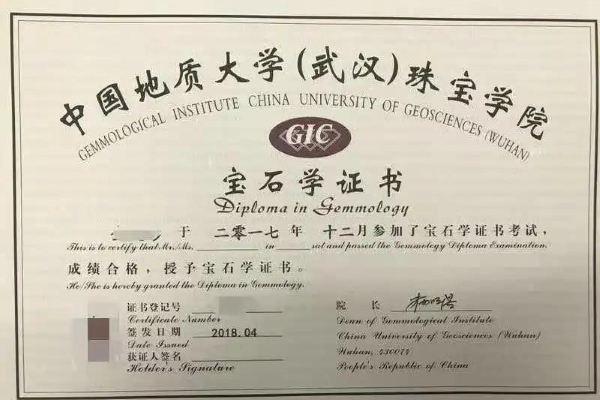 中国地质大学(武汉)珠宝学院
GEMMOLOGICAL INSTITUTE CHINA UNIVERSITY OF GEOSCIENCES (WUHAN)
GIC
宝石学证书
Diploma in Gemmology
于 二零一七年 十二月参加了宝石学证书考试,
This is to certify that Mr./Ms. in sat and passed the Gemmology Diploma Examination.
成绩合格,授予宝石学证书。
He/She is hereby granted the Diploma in Gemmology.
证书登记号
Certificate Number
签发日期 2018.04
Date Issued
获证人签名
Holder's Signature
院 长
Dean of Gemmological Institute
China University of Geosciences (Wuhan)
Wuhan, 430074
People's Republic of China